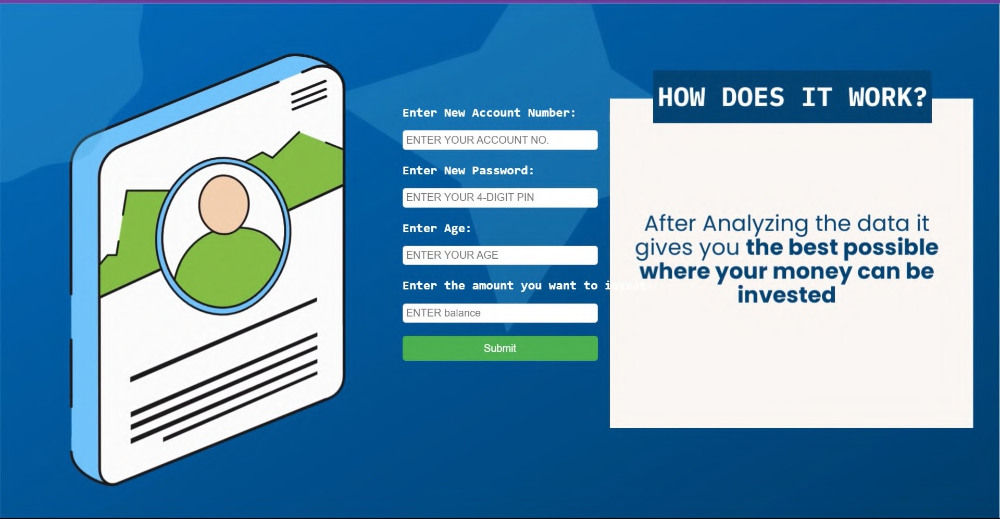 Enter New Account Number:
ENTER YOUR ACCOUNT NO.
Enter New Password:
ENTER YOUR 4-DIGIT PIN
Enter Age:
ENTER YOUR AGE
Enter the amount you want to invest:
ENTER balance
Submit
HOW DOES IT WORK?
After Analyzing the data it
gives you the best possible
where your money can be
invested